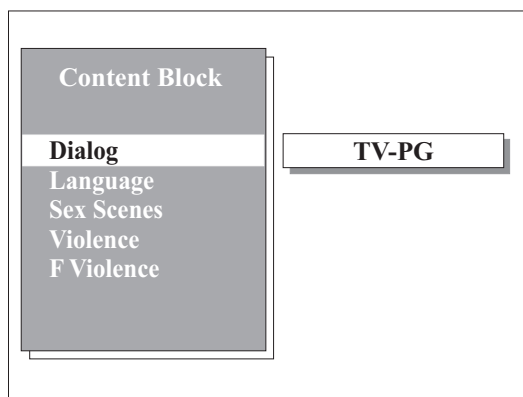 Content Block
Dialog
TV-PG
Language
Sex Scenes
Violence
F Violence